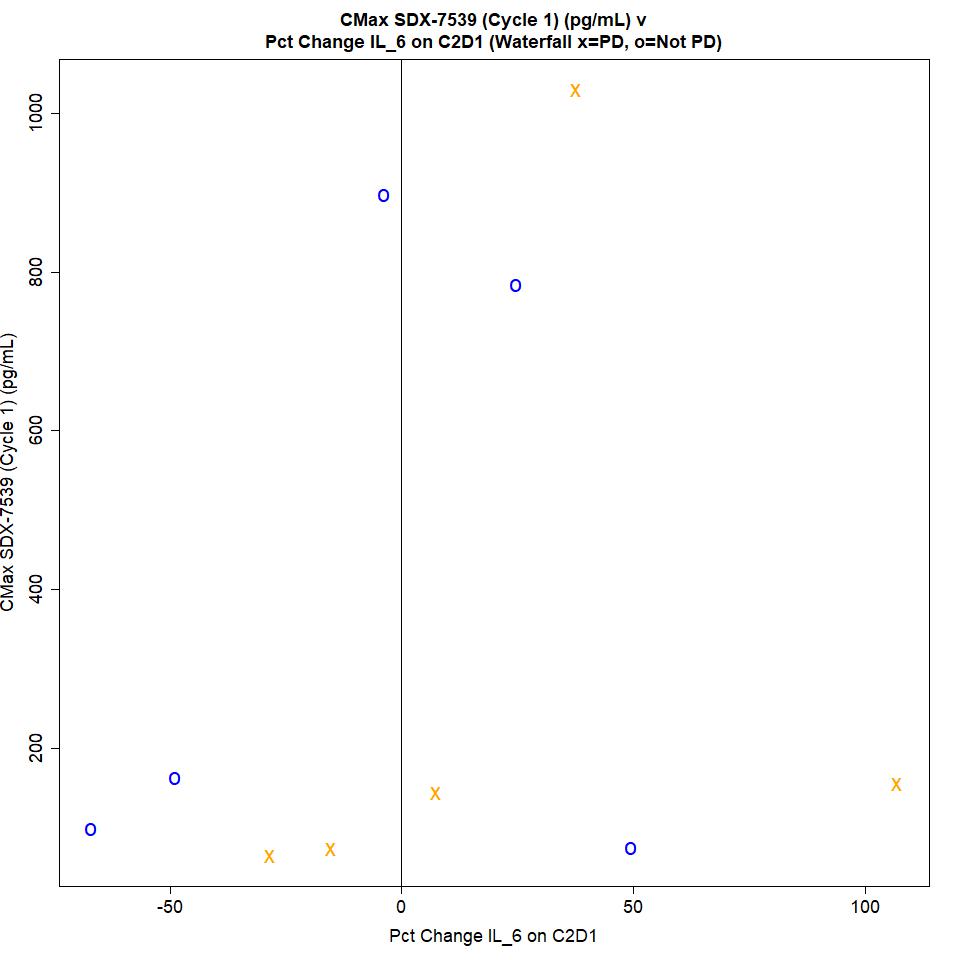 CMax SDX-7539 (Cycle 1) (pg/mL) v
Pct Change IL_6 on C2D1 (Waterfall x=PD, o=Not PD)
CMax SDX-7539 (Cycle 1) (pg/mL)
1000
800
600
400
200
X
O
O
O
X
X
O
X
X
O
-50
0
50
100
Pct Change IL_6 on C2D1